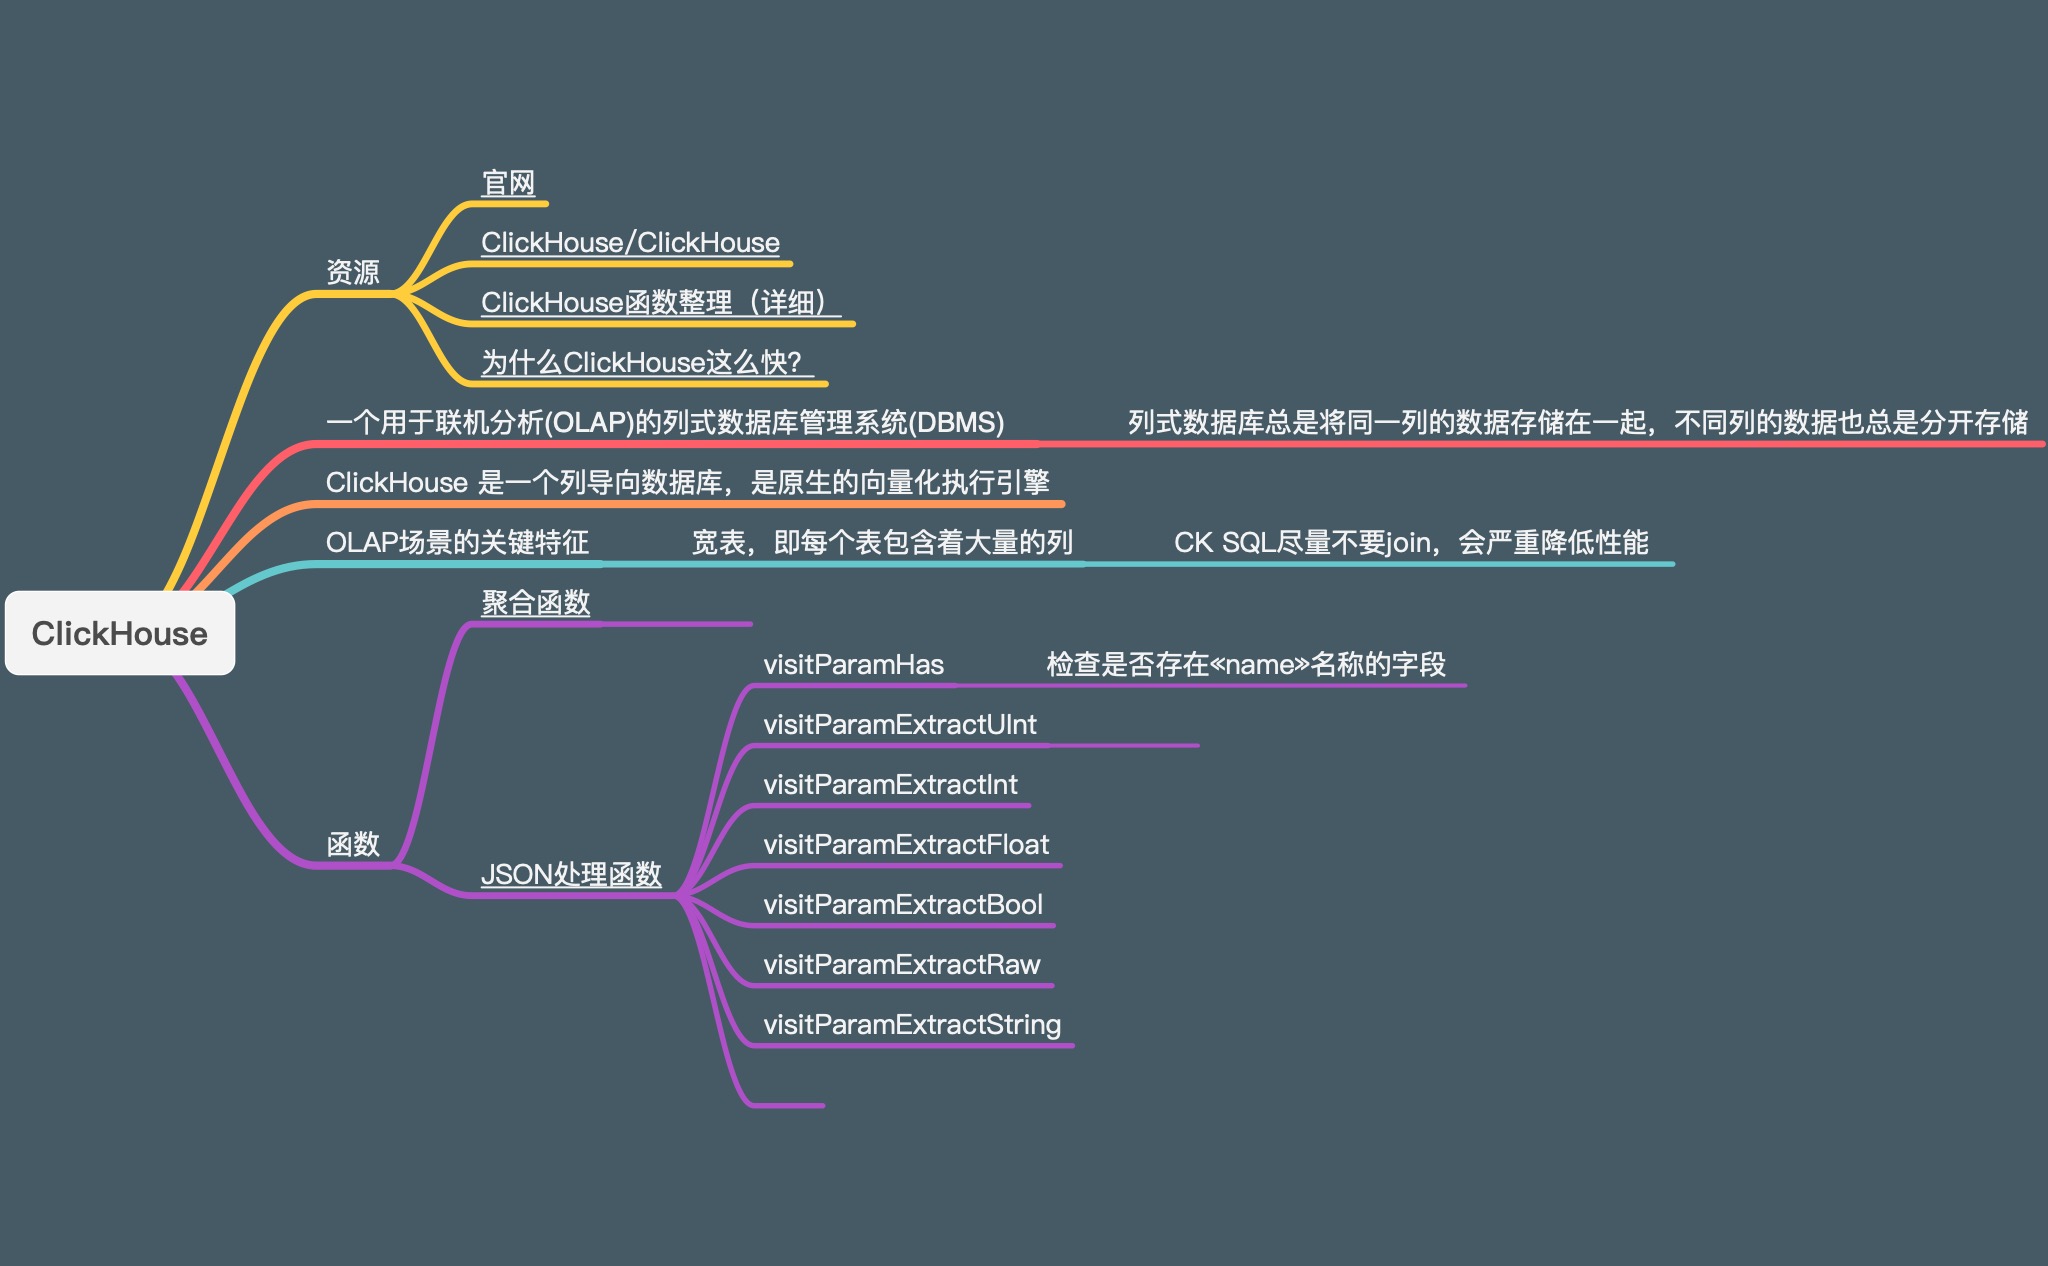 官网
ClickHouse/ClickHouse
资源
ClickHouse函数整理（详细）
为什么ClickHouse这么快？
一个用于联机分析(OLAP)的列式数据库管理系统(DBMS)
列式数据库总是将同一列的数据存储在一起，不同列的数据也总是分开存储
ClickHouse 是一个列导向数据库，是原生的向量化执行引擎
OLAP场景的关键特征
宽表，即每个表包含着大量的列
CK SQL尽量不要join，会严重降低性能
ClickHouse
聚合函数
visitParamHas
检查是否存在«name»名称的字段
visitParamExtractUInt
visitParamExtractInt
函数
visitParamExtractFloat
JSON处理函数
visitParamExtractBool
visitParamExtractRaw
visitParamExtractString